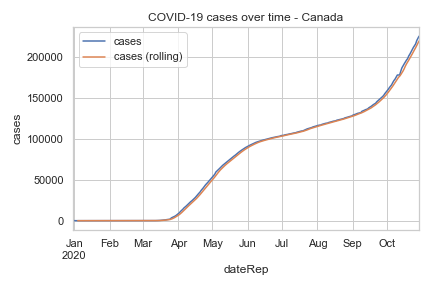 COVID-19 cases over time - Canada
cases
cases (rolling)
200000
150000
100000
50000
0
cases
Jan Feb Mar Apr May Jun Jul Aug Sep Oct
2020
dateRep